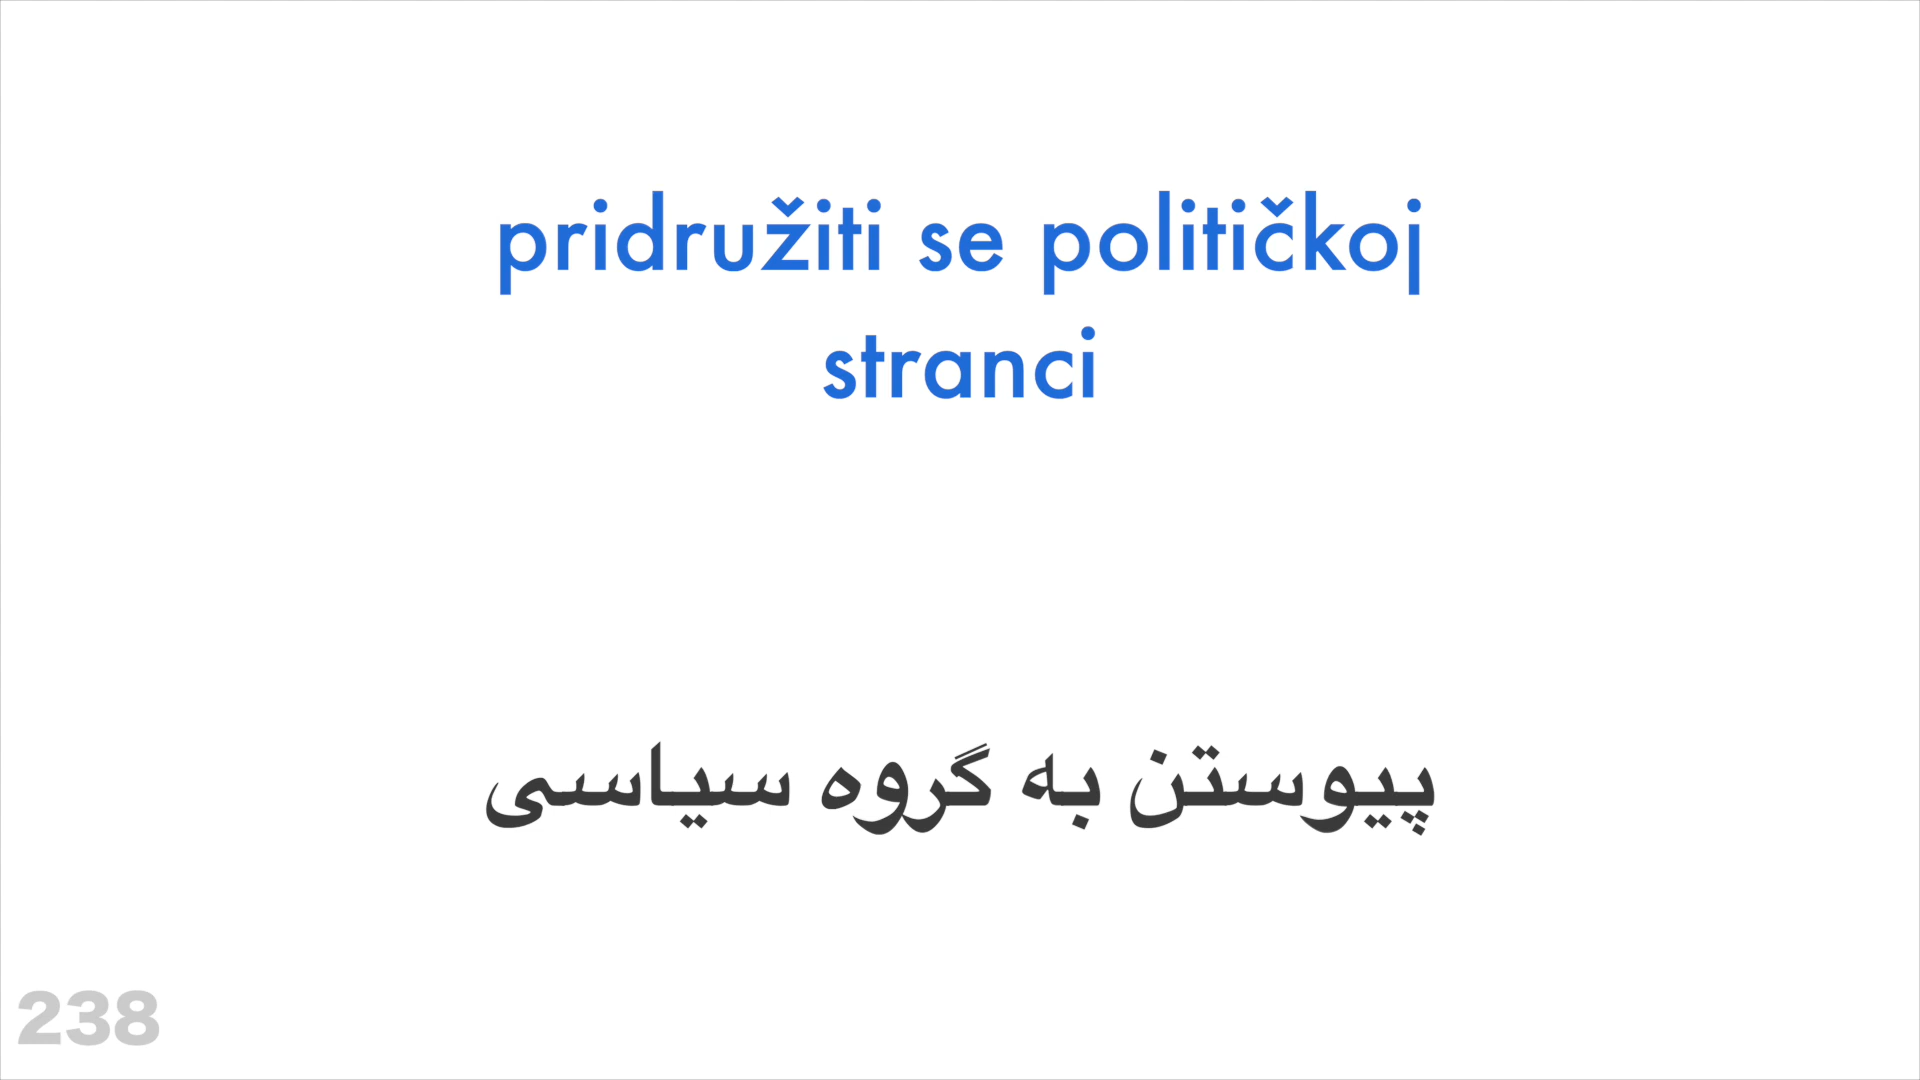 pridružiti se političkoj
stranci
پیوستن به گروه سیاسی
238